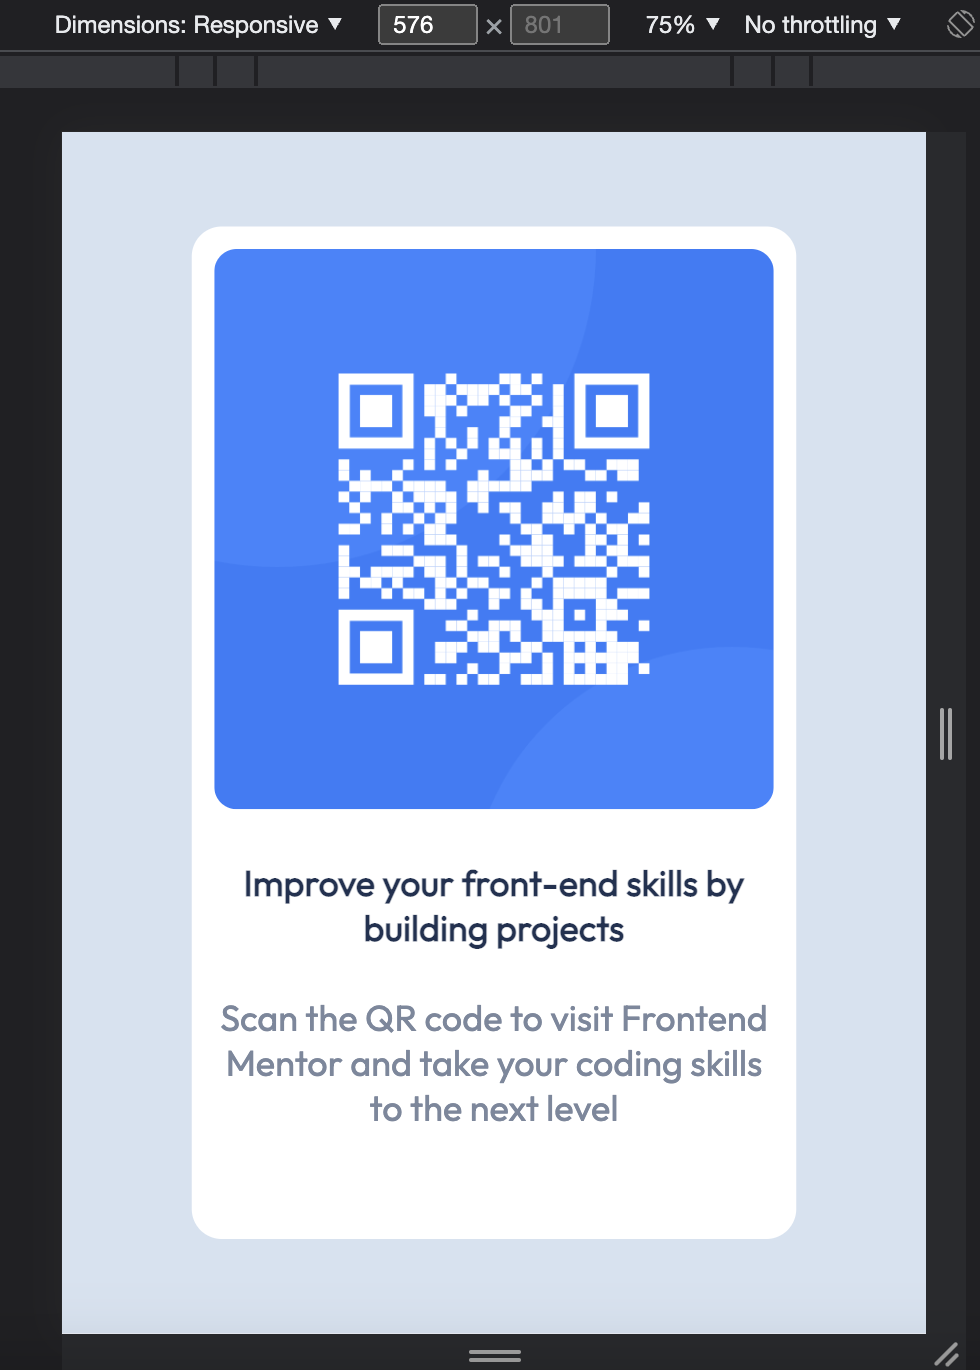 Dimensions: Responsive ▼ 576 × 801 75% ▼ No throttling ▼
Improve your front-end skills by
building projects
Scan the QR code to visit Frontend
Mentor and take your coding skills
to the next level